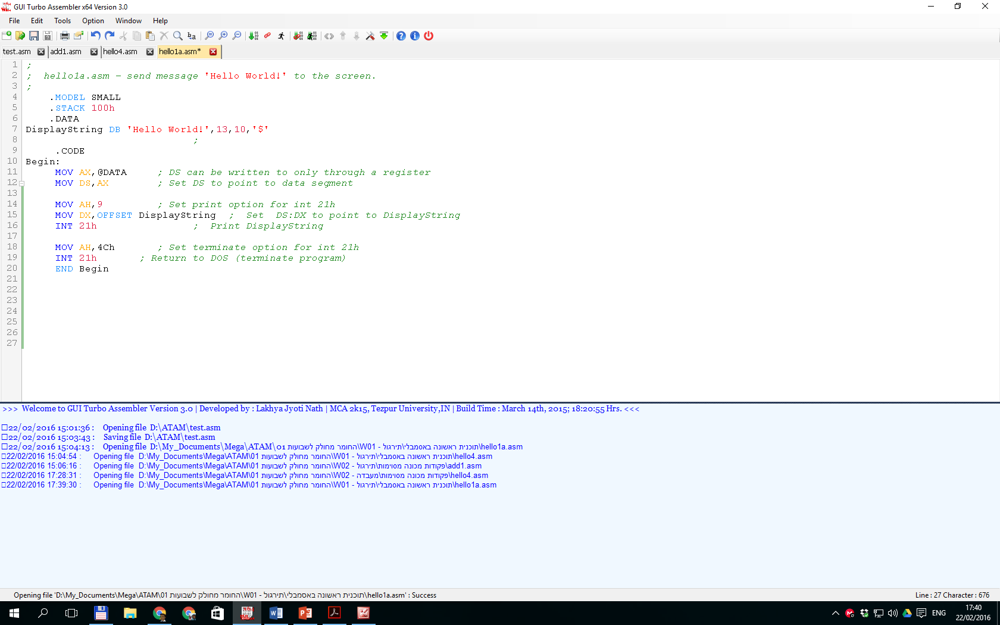 GUI Turbo Assembler x64 Version 3.0
File Edit Tools Option Window Help
test.asm add1.asm hello4.asm hello1a.asm*
1 ;
2 ;  hello1a.asm – send message 'Hello World!' to the screen.
3 ;
4 .MODEL SMALL
5 .STACK 100h
6 .DATA
7 DisplayString DB 'Hello World!',13,10,'$'
8 ;
9 .CODE
10 Begin:
11 MOV AX,@DATA ; DS can be written to only through a register
12 MOV DS,AX ; Set DS to point to data segment
13
14 MOV AH,9 ; Set print option for int 21h
15 MOV DX,OFFSET DisplayString ;  Set  DS:DX to point to DisplayString
16 INT 21h ;  Print DisplayString
17
18 MOV AH,4Ch ; Set terminate option for int 21h
19 INT 21h ; Return to DOS (terminate program)
20 END Begin
21
22
23
24
25
26
27
>>> Welcome to GUI Turbo Assembler Version 3.0 | Developed by : Lakhya Jyoti Nath | MCA 2k15, Tezpur University,IN | Build Time : March 14th, 2015; 18:20:55 Hrs. <<<
22/02/2016 15:01:36 : Opening file D:\ATAM\test.asm
22/02/2016 15:03:43 : Saving file D:\ATAM\test.asm
22/02/2016 15:04:13 : Opening file D:\My_Documents\Mega\ATAM\01 החומר מחולק לשבועות\W01 - תוכנית ראשונה באסמבלי\תירגול\hello1a.asm
22/02/2016 15:04:54 : Opening file D:\My_Documents\Mega\ATAM\01 החומר מחולק לשבועות\W01 - תוכנית ראשונה באסמבלי\תירגול\hello4.asm
22/02/2016 15:06:16 : Opening file D:\My_Documents\Mega\ATAM\01 החומר מחולק לשבועות\W02 - פקודות מכונה מסוימות\תירגול\add1.asm
22/02/2016 17:28:31 : Opening file D:\My_Documents\Mega\ATAM\01 החומר מחולק לשבועות\W02 - פקודות מכונה מסוימות\מעבדה\hello4.asm
22/02/2016 17:39:30 : Opening file D:\My_Documents\Mega\ATAM\01 החומר מחולק לשבועות\W01 - תוכנית ראשונה באסמבלי\תירגול\hello1a.asm
Opening file 'D:\My_Documents\Mega\ATAM\01 החומר מחולק לשבועות\W01 - תוכנית ראשונה באסמבלי\תירגול\hello1a.asm' : Success
Line : 27 Character : 676
ENG
17:40
22/02/2016